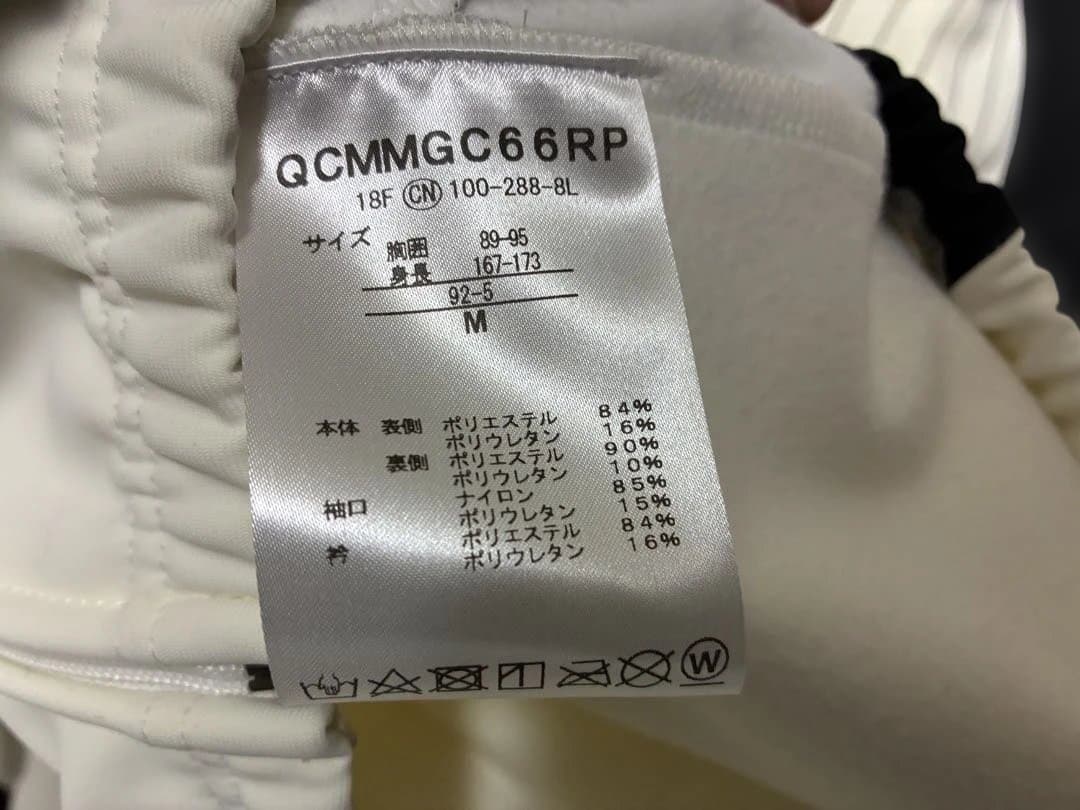 QCMMGC66RP
18F CN 100-288-8L
サイズ 胸囲 89-95
身長 167-173
92-5
M
本体 表側 ポリエステル 84%
ポリウレタン 16%
裏側 ポリエステル 90%
ポリウレタン 10%
袖口 ナイロン 85%
ポリウレタン 15%
衿 ポリエステル 84%
ポリウレタン 16%
W